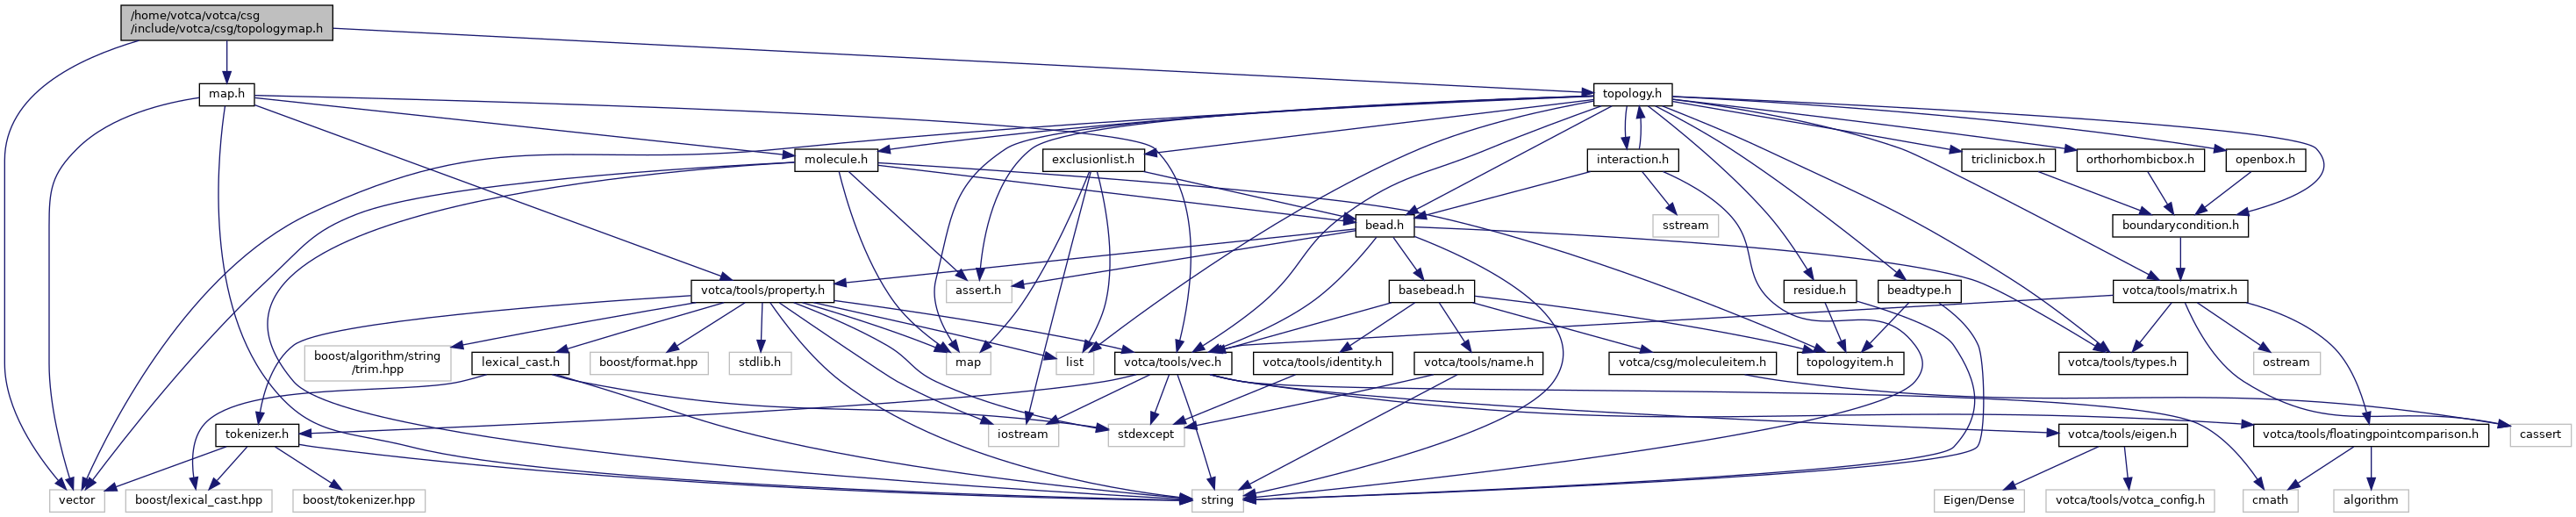 /home/votca/votca/csg
/include/votca/csg/topologymap.h
map.h
topology.h
molecule.h
exclusionlist.h
interaction.h
triclinicbox.h
orthorhombicbox.h
openbox.h
bead.h
sstream
boundarycondition.h
votca/tools/property.h
assert.h
basebead.h
residue.h
beadtype.h
votca/tools/matrix.h
boost/algorithm/string
/trim.hpp
lexical_cast.h
boost/format.hpp
stdlib.h
map
list
votca/tools/vec.h
votca/tools/identity.h
votca/tools/name.h
votca/csg/moleculeitem.h
topologyitem.h
votca/tools/types.h
ostream
tokenizer.h
iostream
stdexcept
votca/tools/eigen.h
votca/tools/floatingpointcomparison.h
cassert
vector
boost/lexical_cast.hpp
boost/tokenizer.hpp
string
Eigen/Dense
votca/tools/votca_config.h
cmath
algorithm